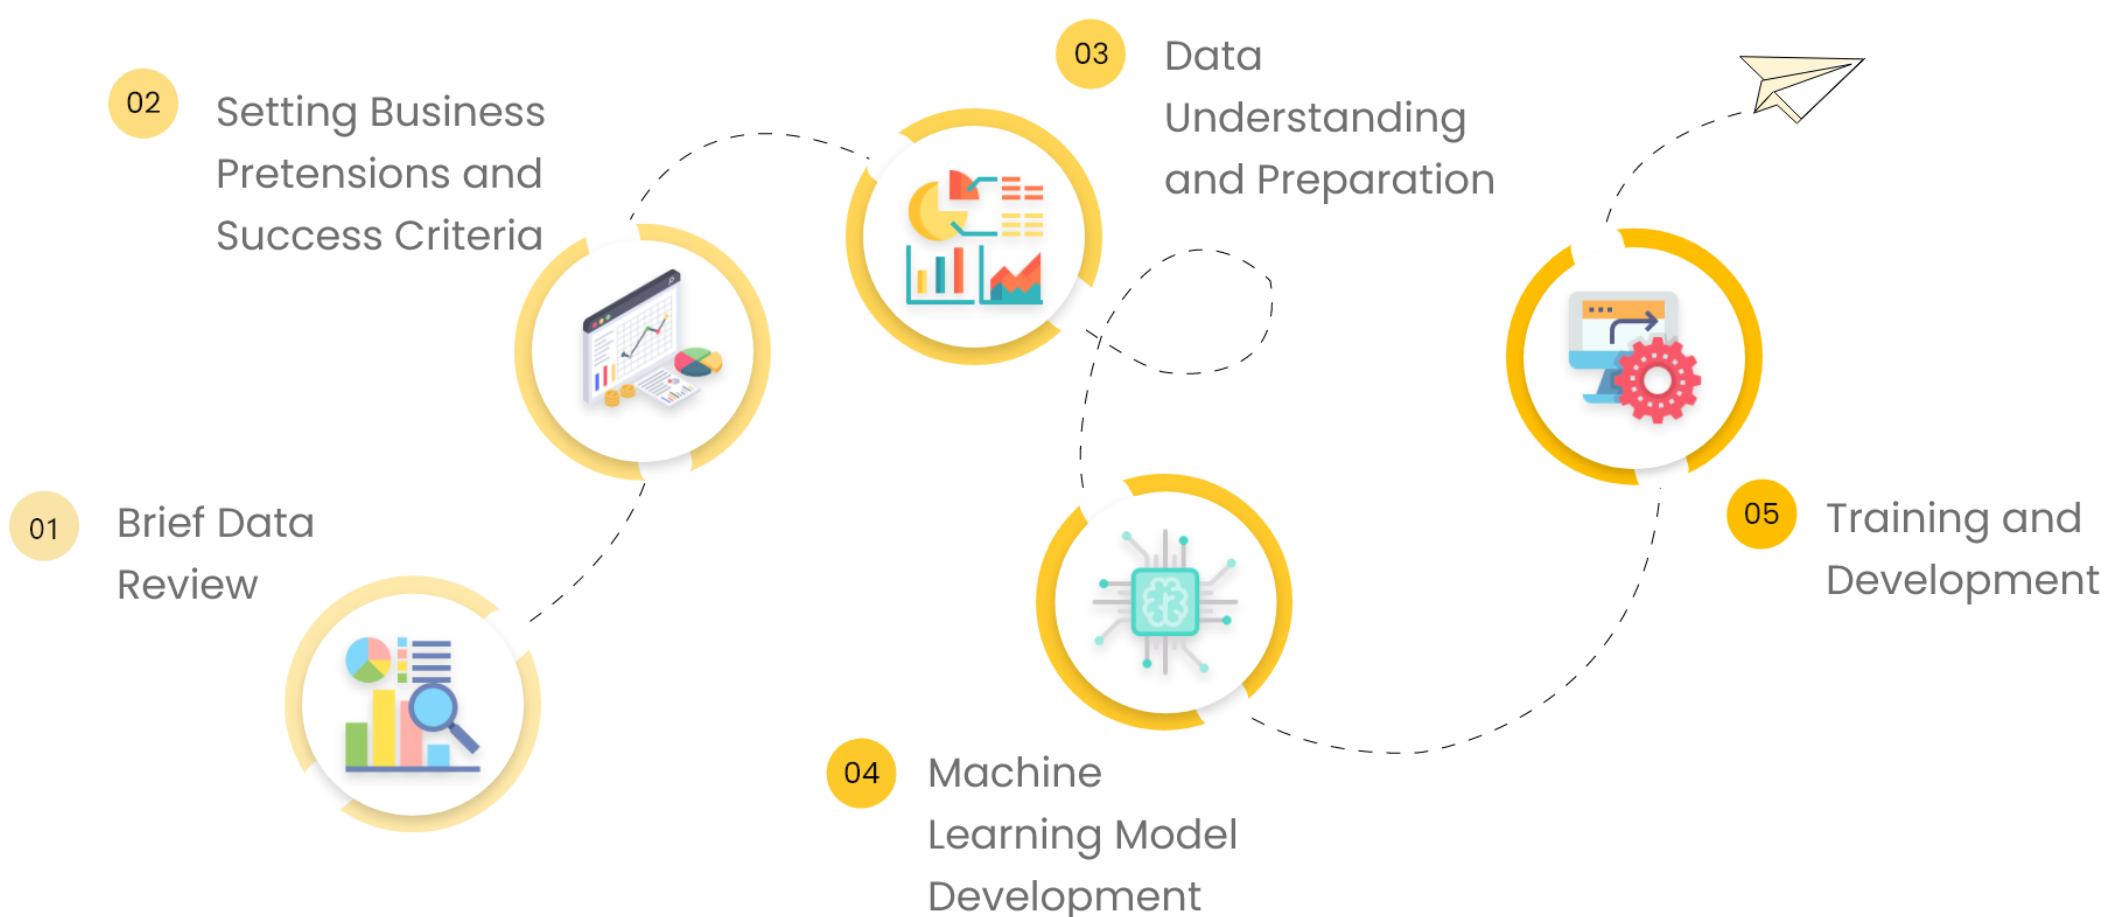 01
Brief Data
Review
02
Setting Business
Pretensions and
Success Criteria
03
Data
Understanding
and Preparation
04
Machine
Learning Model
Development
05
Training and
Development